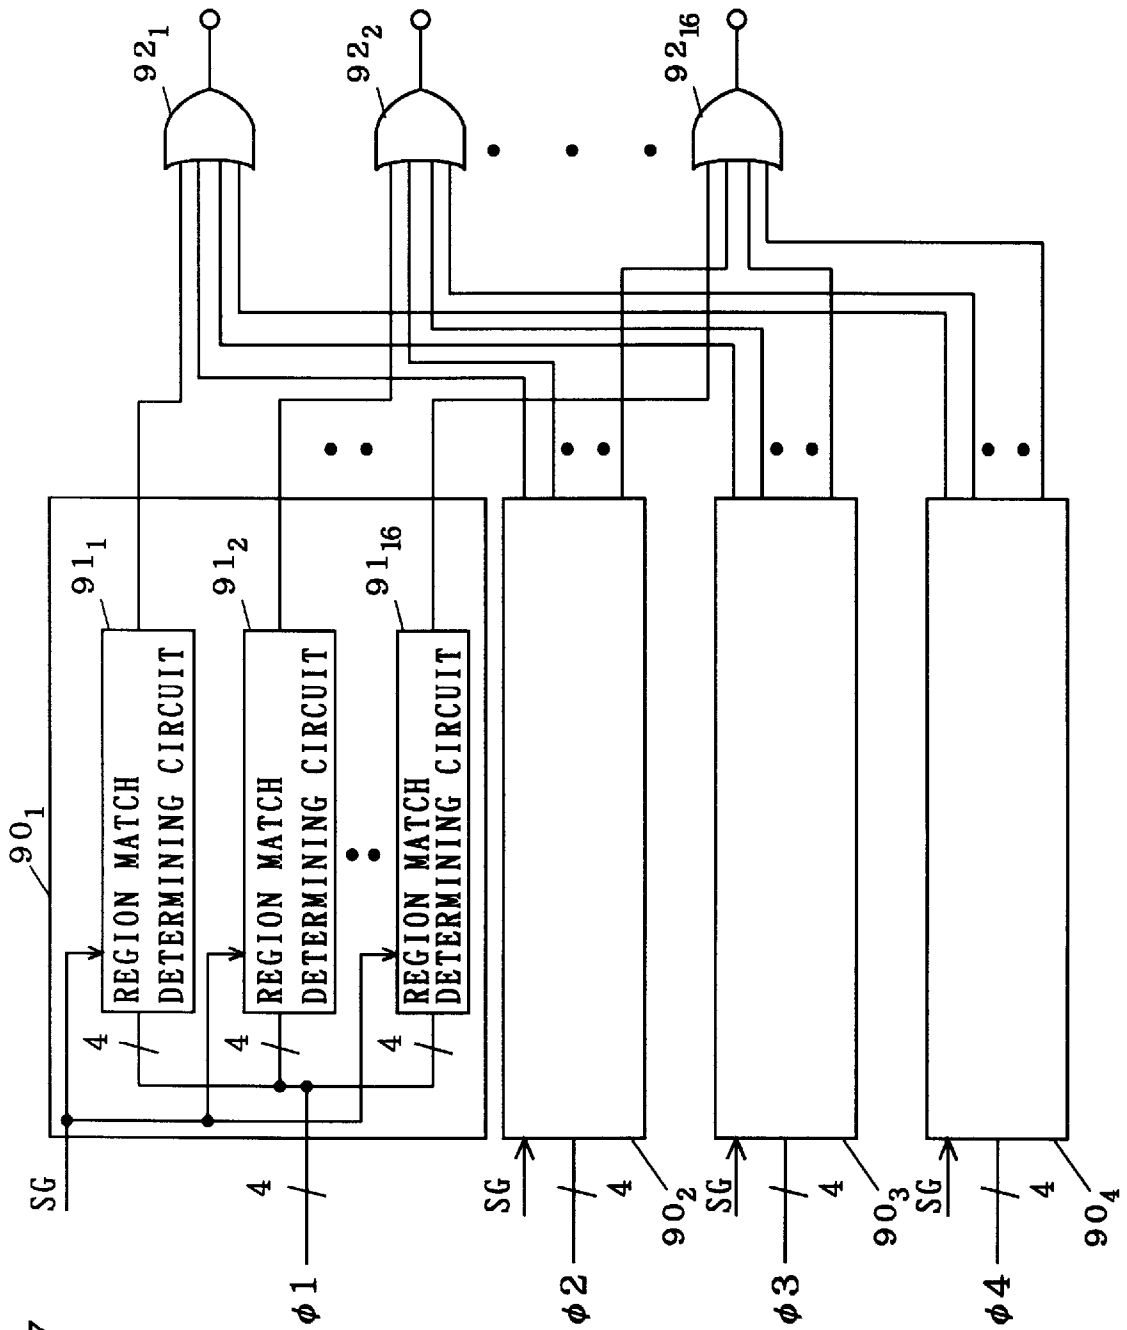 90₁
SG
φ1
4
4
REGION MATCH
DETERMINING CIRCUIT
91₁
4
REGION MATCH
DETERMINING CIRCUIT
91₂
4
REGION MATCH
DETERMINING CIRCUIT
91₁₆
SG
φ2
4
90₂
SG
φ3
4
90₃
SG
φ4
4
90₄
92₁
92₂
92₁₆